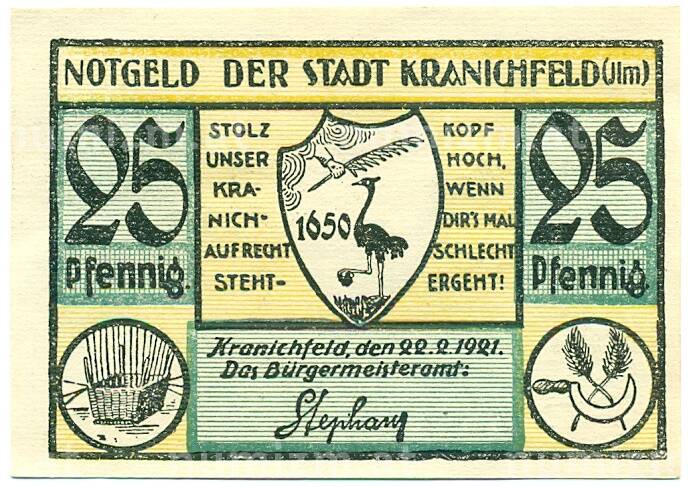 NOTGELD DER STADT KRANICHFELD (Ilm)
25
Pfennig.
STOLZ
UNSER
KRA-
NICH-
AUFRECHT
STEHT-
1650
KOPF
HOCH,
WENN
DIR'S MAL
SCHLECHT
ERGEHT!
25
Pfennig.
Kranichfeld, den 22.2.1921.
Das Bürgermeisteramt:
Stephany